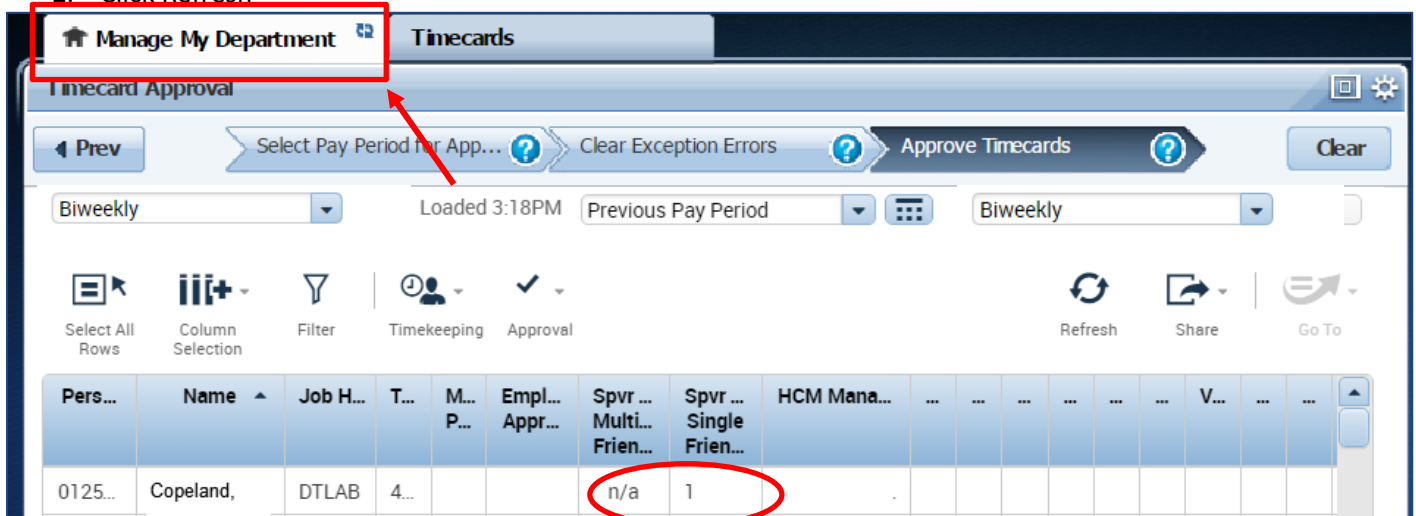 Click Refresh
Manage My Department Timecards
Timecard Approval
Prev Select Pay Period for App... ? Clear Exception Errors ? Approve Timecards ? Clear
Biweekly Loaded 3:18PM Previous Pay Period Biweekly
Select All Rows Column Selection Filter Timekeeping Approval Refresh Share Go To
Pers... Name Job H... T... M... P... Empl... Appr... Spvr ... Multi... Frien... Spvr ... Single Frien... HCM Mana... ... ... ... ... ... ... V... ... ...
0125... Copeland, DTLAB 4... n/a 1 .